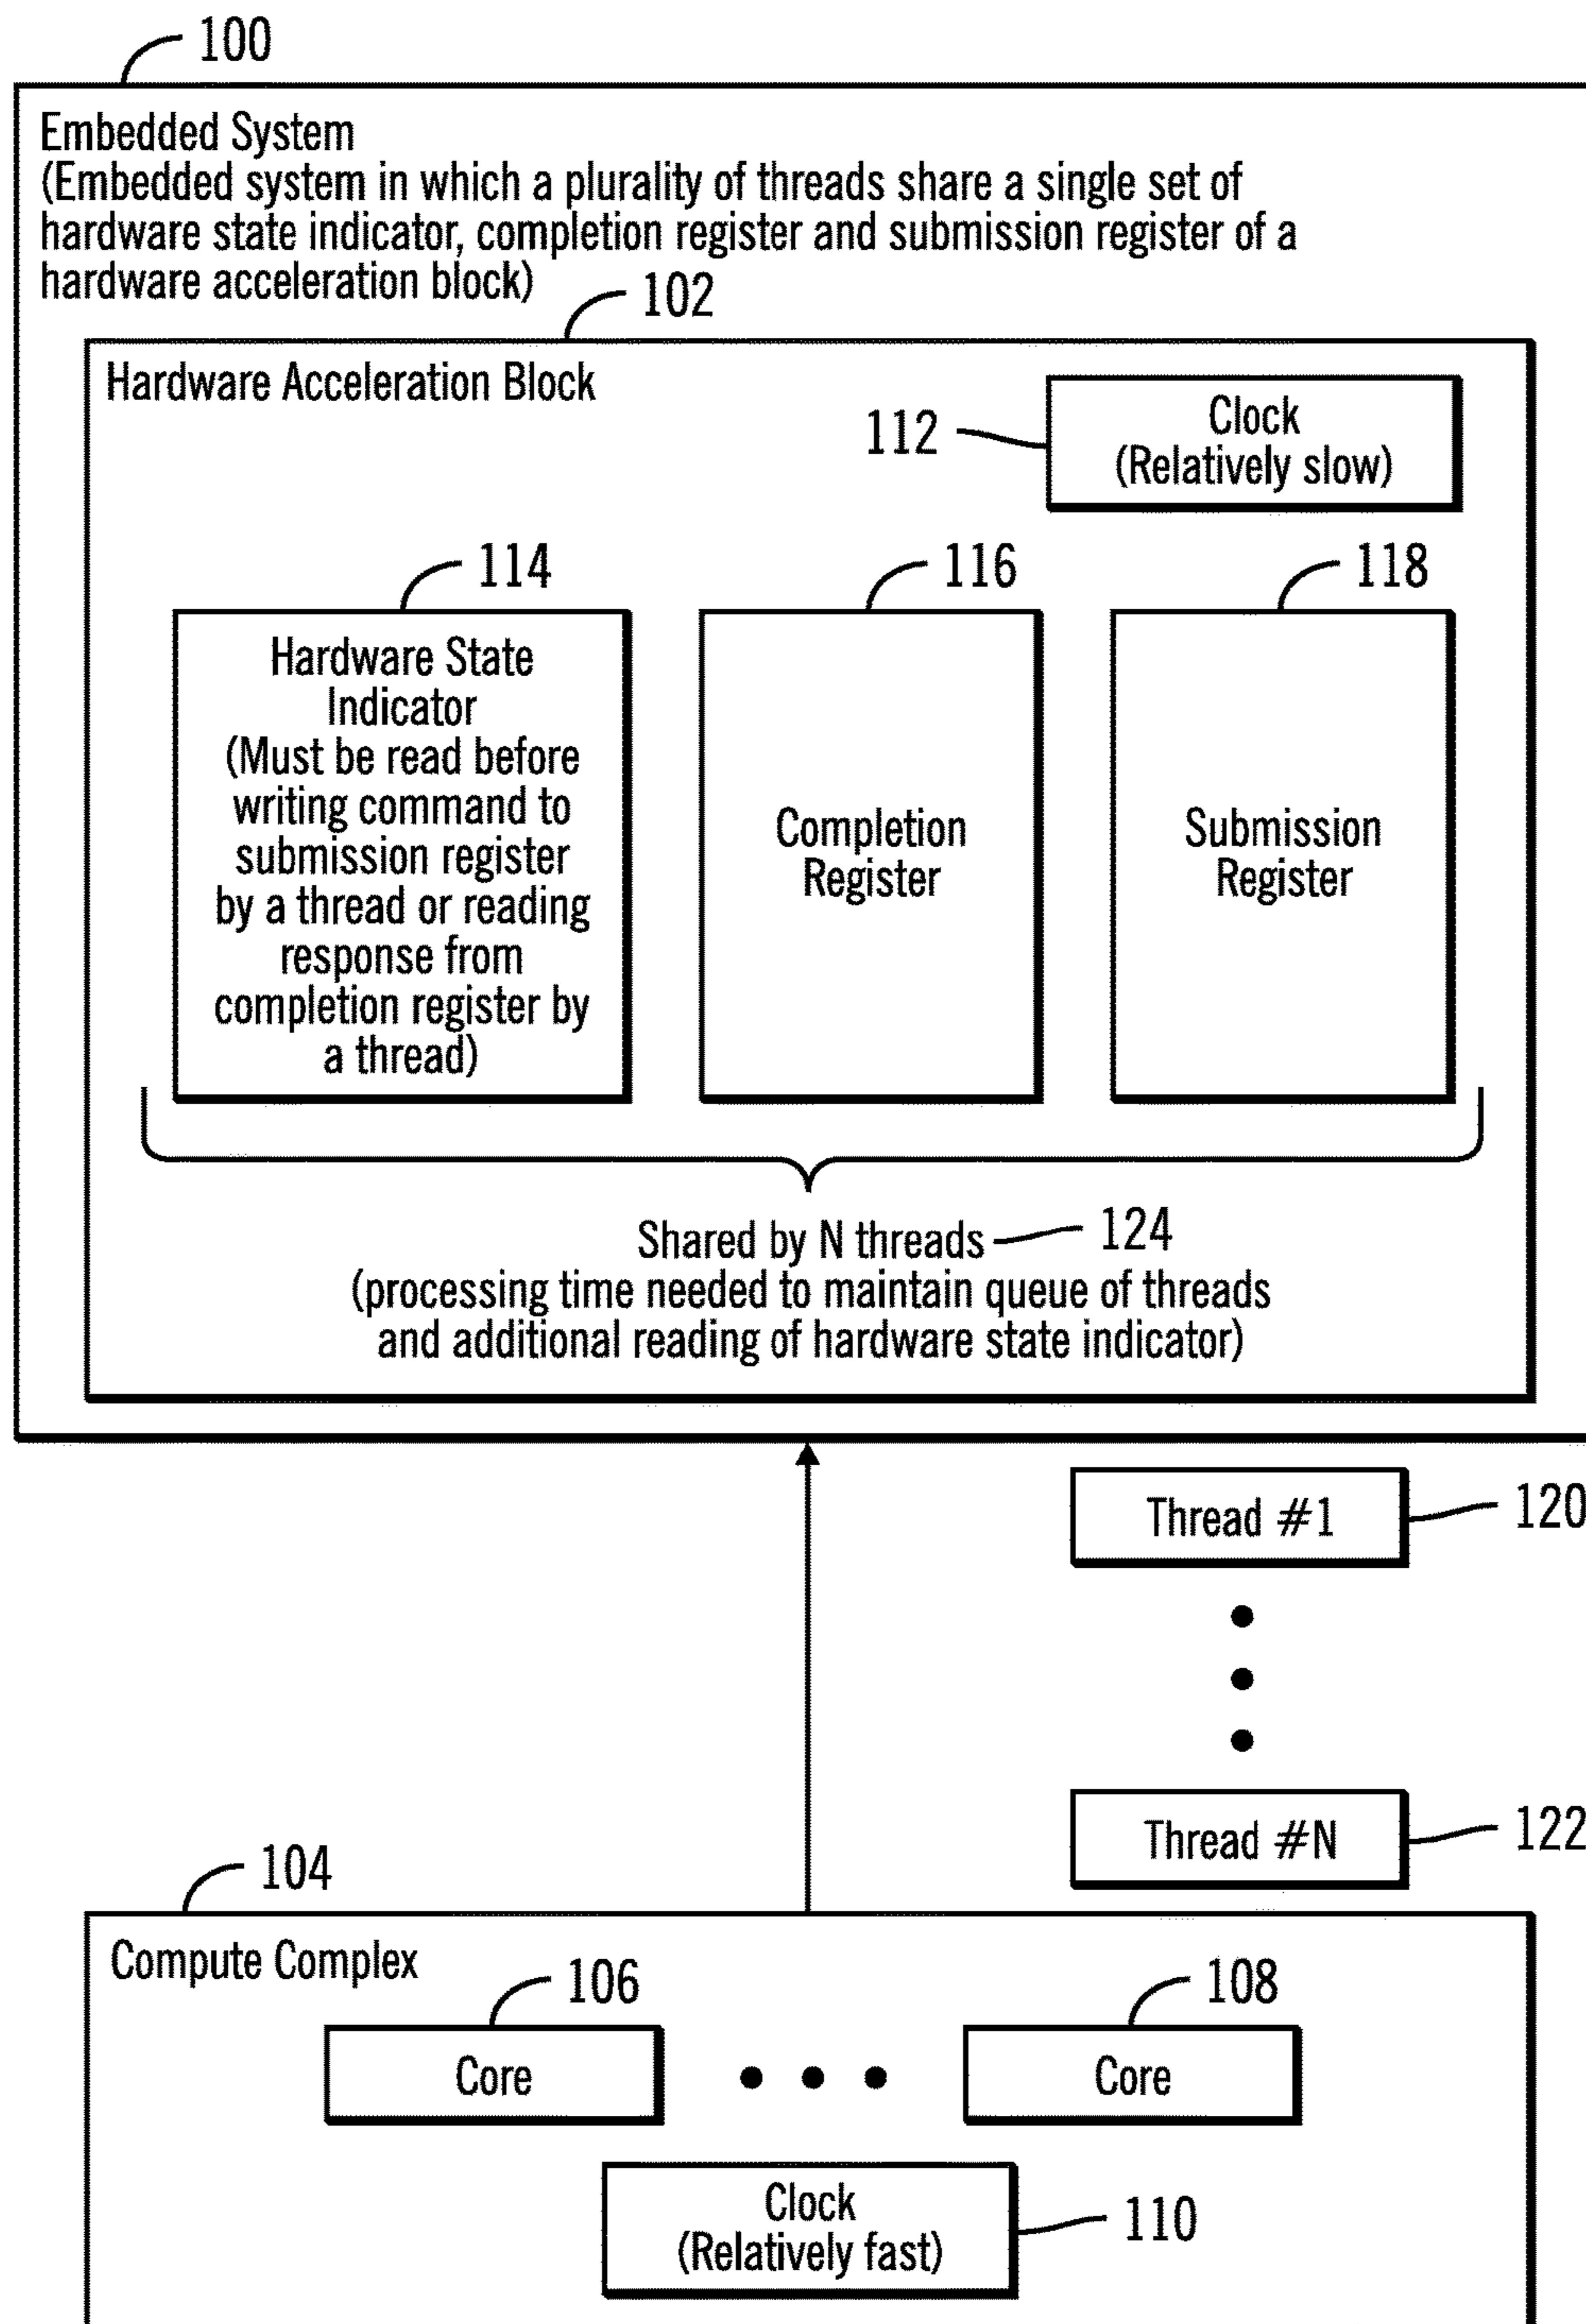 100
Embedded System
(Embedded system in which a plurality of threads share a single set of
hardware state indicator, completion register and submission register of a
hardware acceleration block)
102
Hardware Acceleration Block
112
Clock
(Relatively slow)
114
116
118
Hardware State
Indicator
(Must be read before
writing command to
submission register
by a thread or reading
response from
completion register by
a thread)
Completion
Register
Submission
Register
Shared by N threads
124
(processing time needed to maintain queue of threads
and additional reading of hardware state indicator)
Thread #1
120
Thread #N
122
104
Compute Complex
106
108
Core
Core
Clock
(Relatively fast)
110